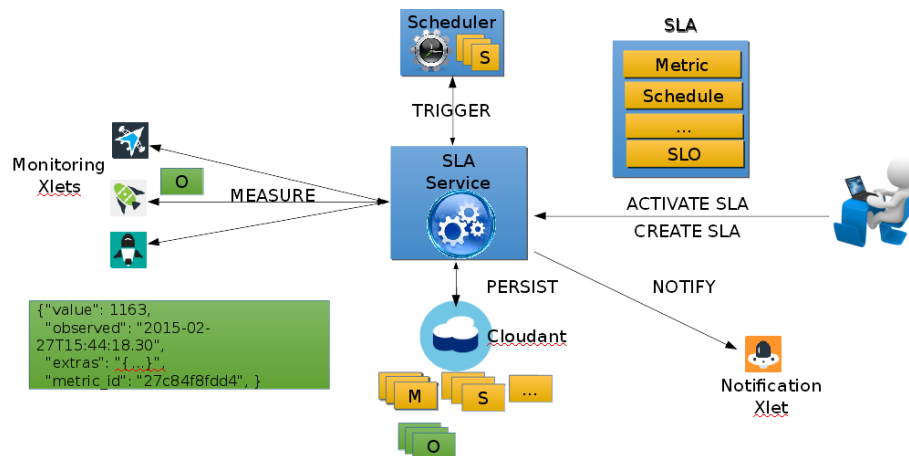 Scheduler
S
TRIGGER
SLA
Metric
Schedule
...
SLO
Monitoring
Xlets
O
MEASURE
SLA
Service
ACTIVATE SLA
CREATE SLA
PERSIST
NOTIFY
{"value": 1163,
"observed": "2015-02-
27T15:44:18.30",
"extras": "{...}",
"metric_id": "27c84f8fdd4", }
Cloudant
M
S
...
O
Notification
Xlet